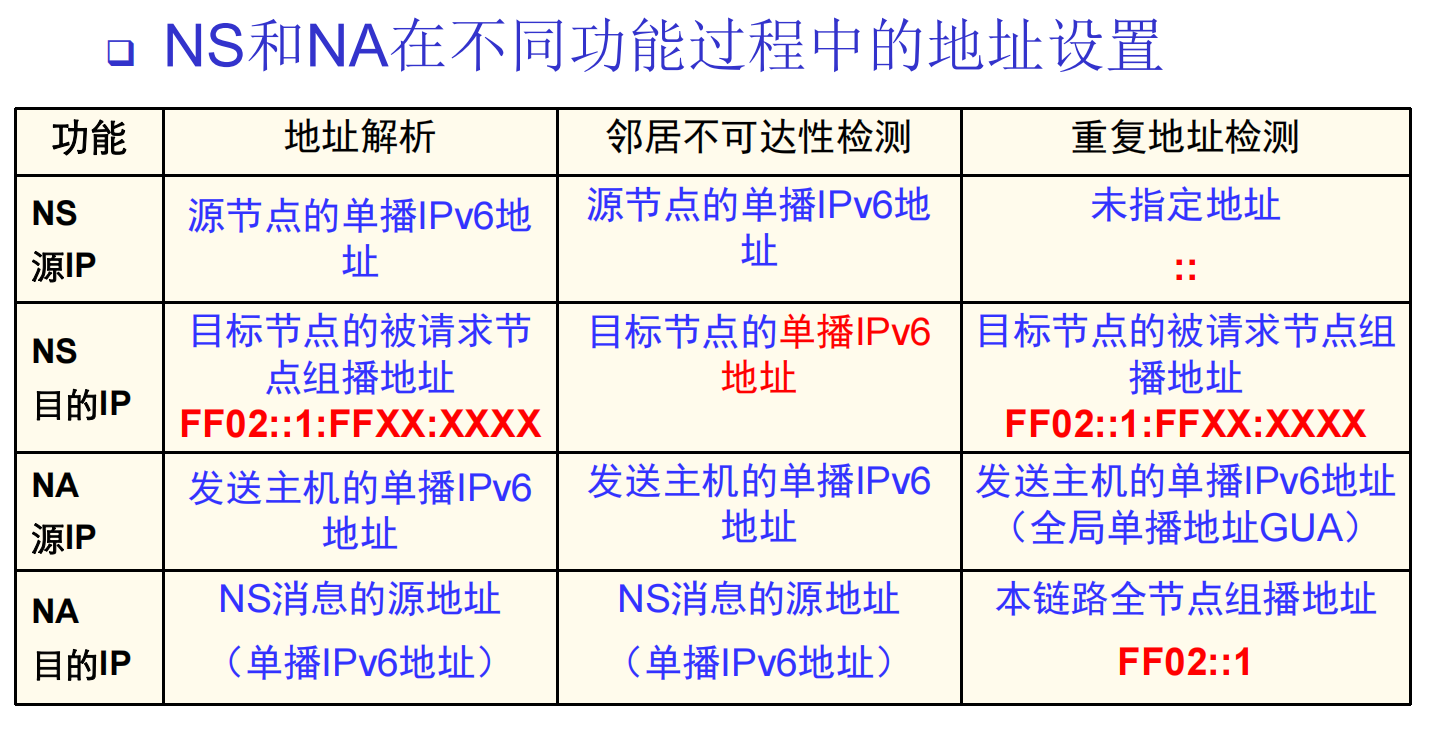 NS和NA在不同功能过程中的地址设置
功能
地址解析
邻居不可达性检测
重复地址检测
NS
源IP
源节点的单播IPv6地
址
源节点的单播IPv6地
址
未指定地址
::
NS
目的IP
目标节点的被请求节
点组播地址
FF02::1:FFXX:XXXX
目标节点的单播IPv6
地址
目标节点的被请求节点组
播地址
FF02::1:FFXX:XXXX
NA
源IP
发送主机的单播IPv6
地址
发送主机的单播IPv6
地址
发送主机的单播IPv6地址
（全局单播地址GUA）
NA
目的IP
NS消息的源地址
（单播IPv6地址）
NS消息的源地址
（单播IPv6地址）
本链路全节点组播地址
FF02::1